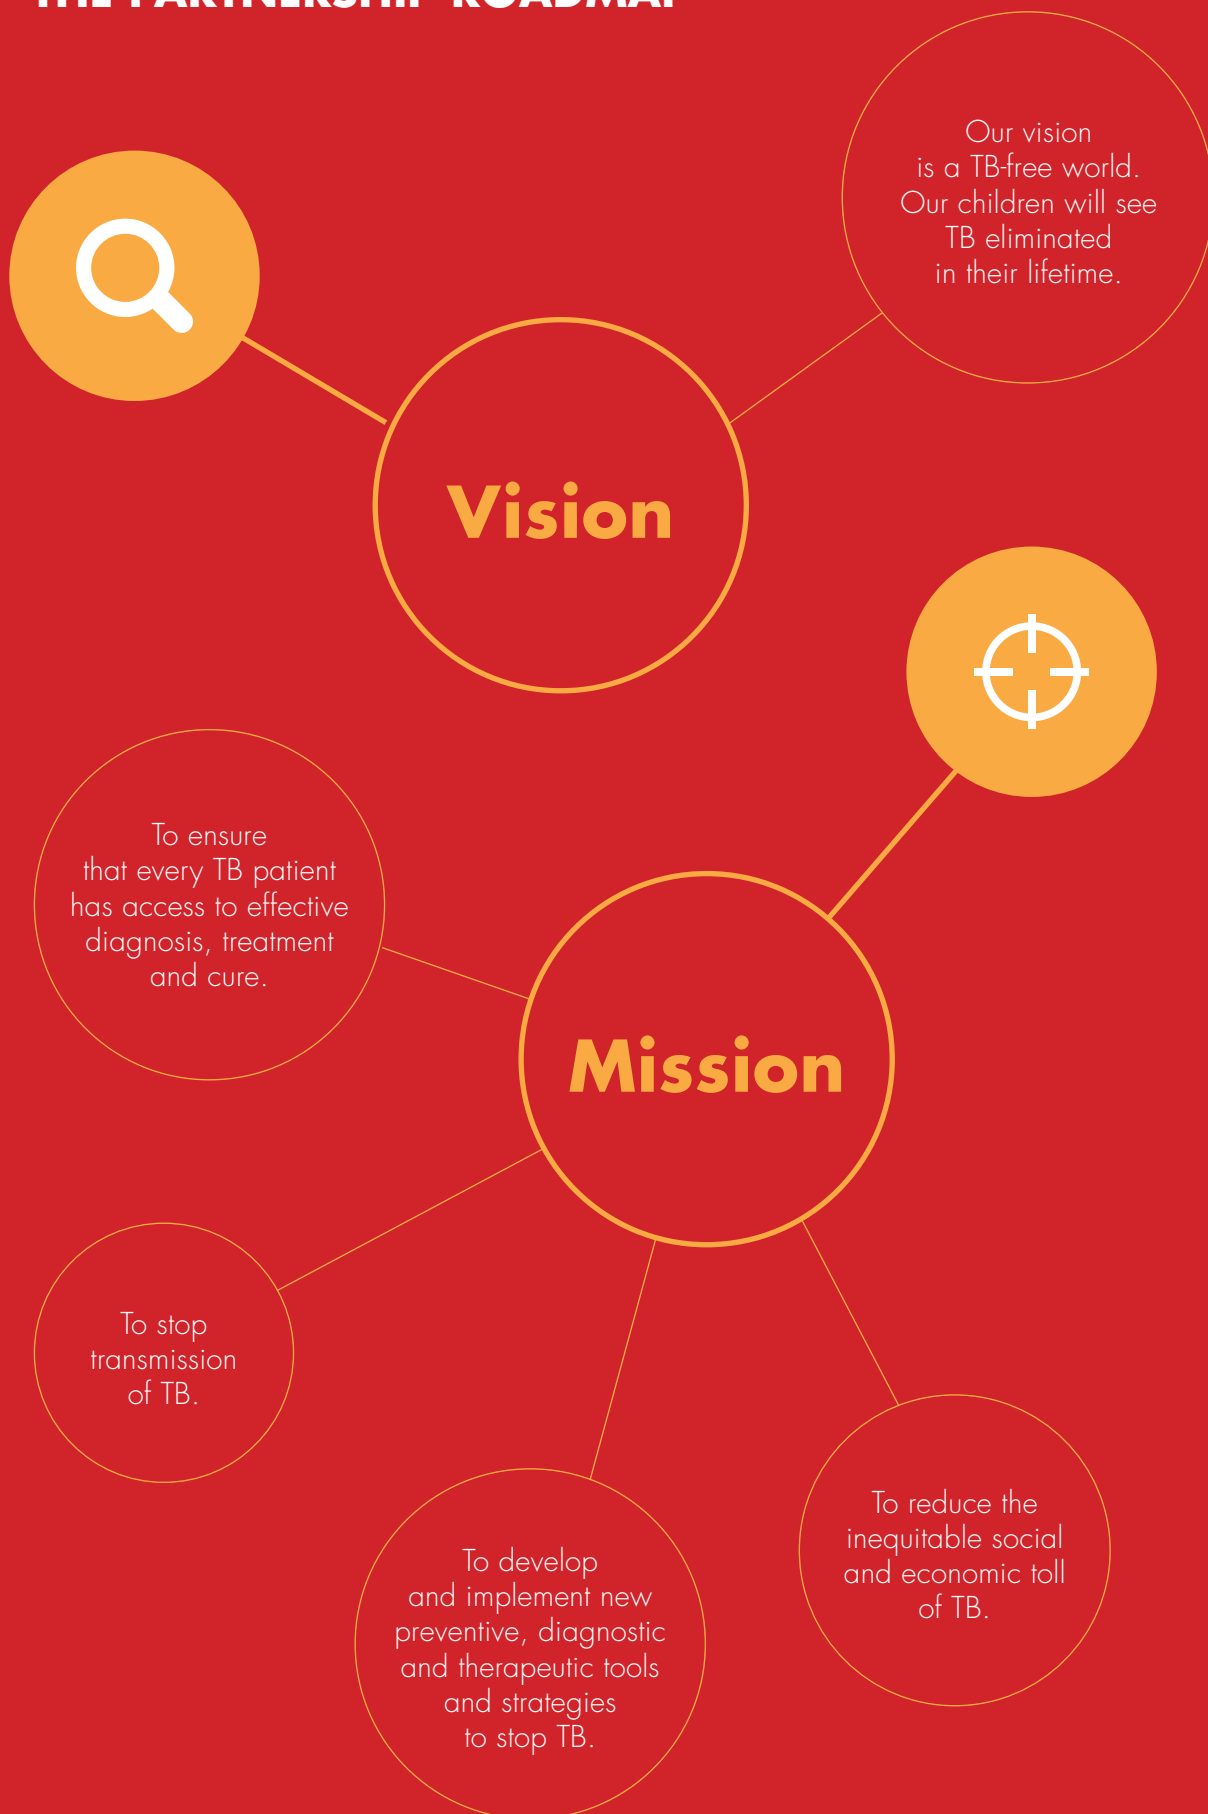 THE PARTNERSHIP ROADMAP
Our vision
is a TB-free world.
Our children will see
TB eliminated
in their lifetime.
Vision
To ensure
that every TB patient
has access to effective
diagnosis, treatment
and cure.
Mission
To stop
transmission
of TB.
To develop
and implement new
preventive, diagnostic
and therapeutic tools
and strategies
to stop TB.
To reduce the
inequitable social
and economic toll
of TB.